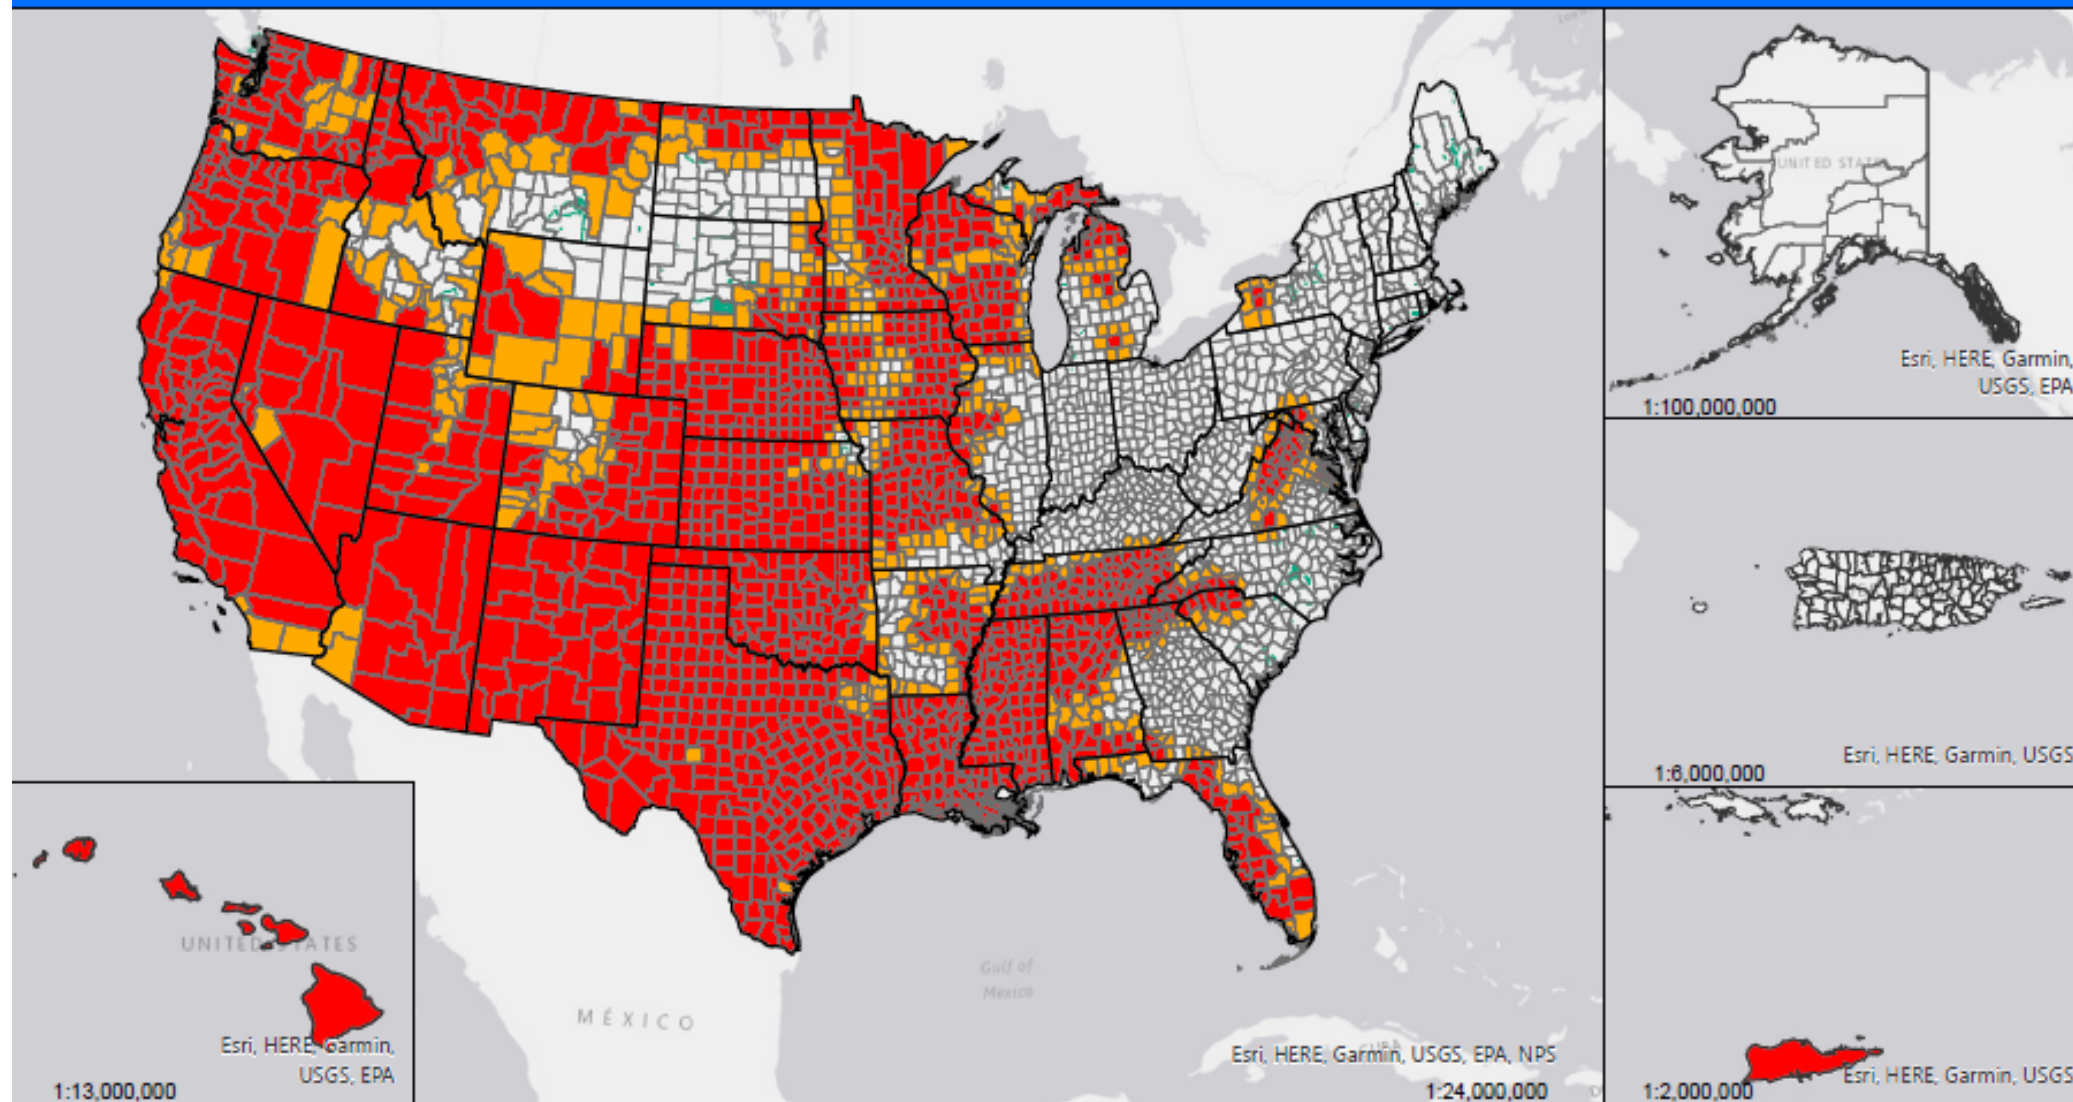 UNITED STAT
Esri, HERE, Garmin,
USGS, EPA
1:100,000,000
Esri, HERE, Garmin, USGS
1:6,000,000
UNITED STATES
Esri, HERE, Garmin,
USGS, EPA
1:13,000,000
Gulf of
Mexico
MÉXICO
CUBA
Esri, HERE, Garmin, USGS, EPA, NPS
1:24,000,000
Esri, HERE, Garmin, USGS
1:2,000,000